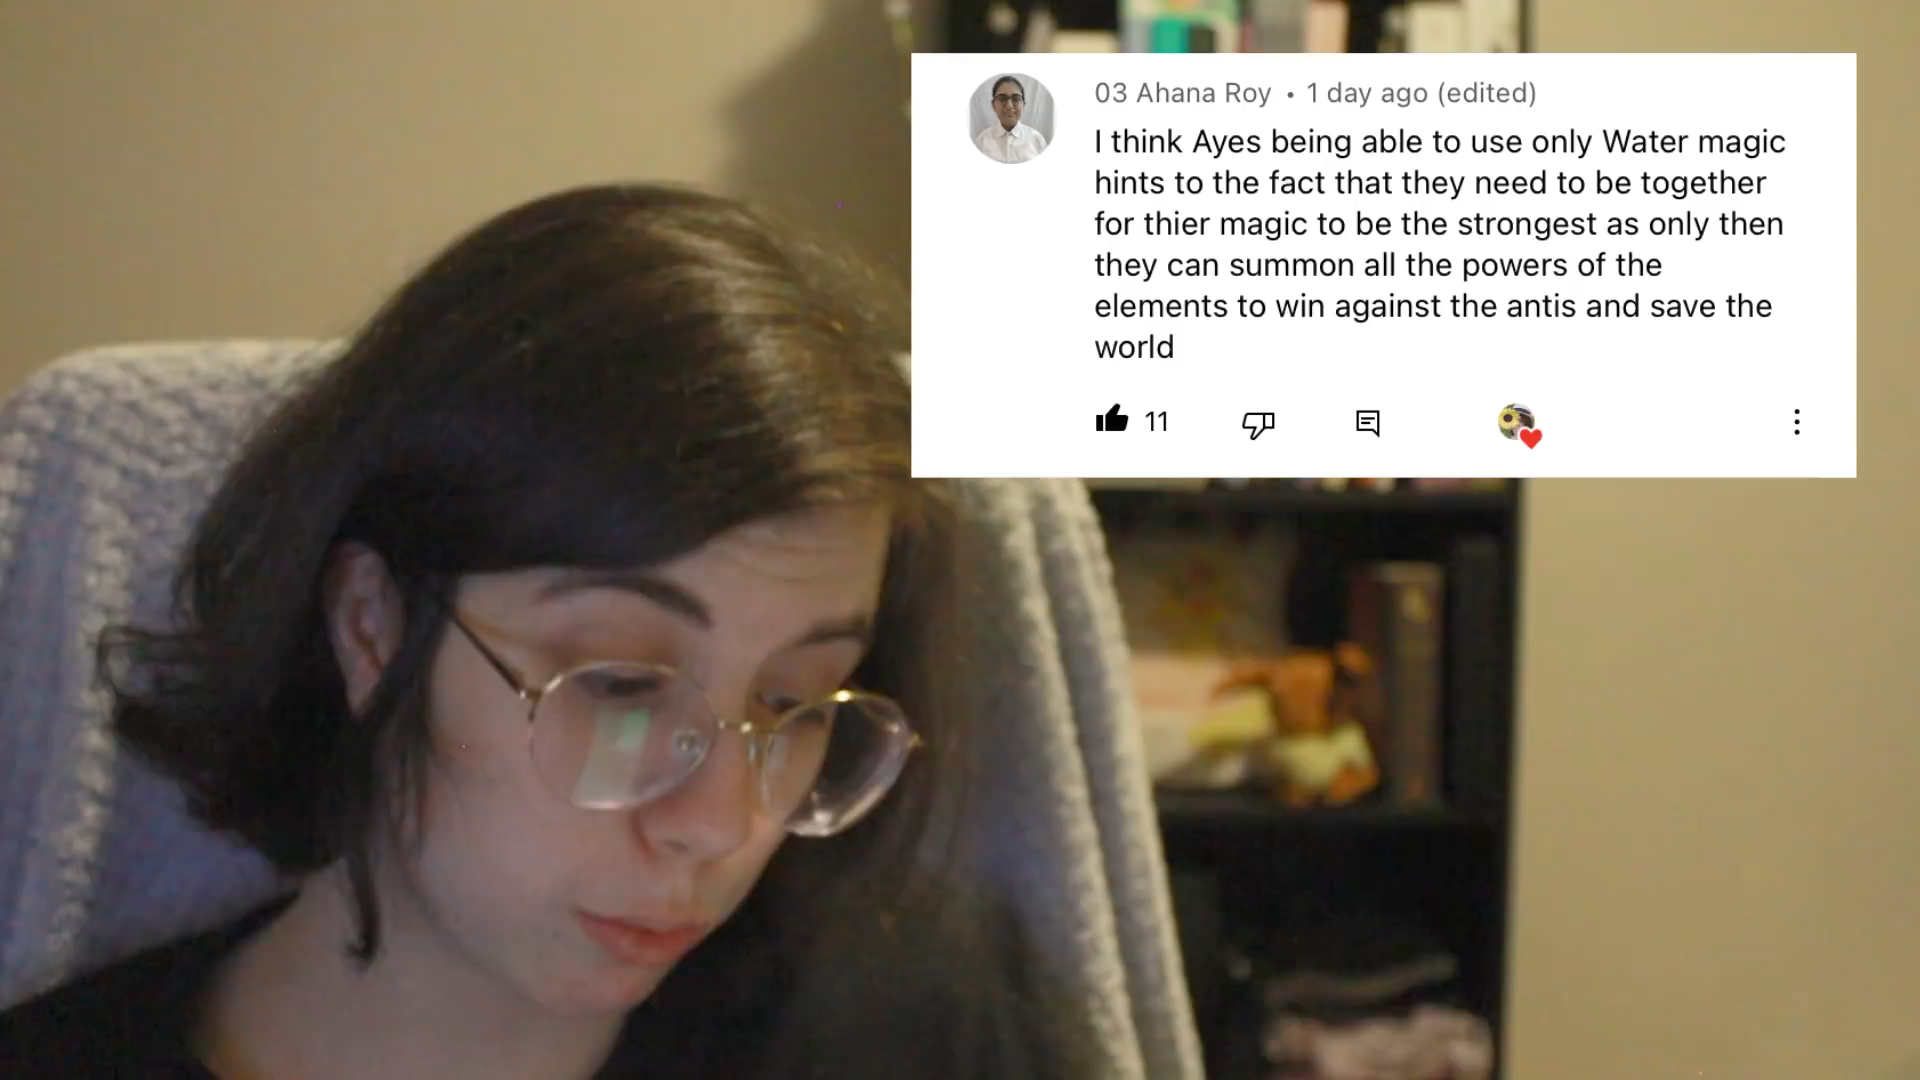 03 Ahana Roy • 1 day ago (edited)
I think Ayes being able to use only Water magic
hints to the fact that they need to be together
for thier magic to be the strongest as only then
they can summon all the powers of the
elements to win against the antis and save the
world
11